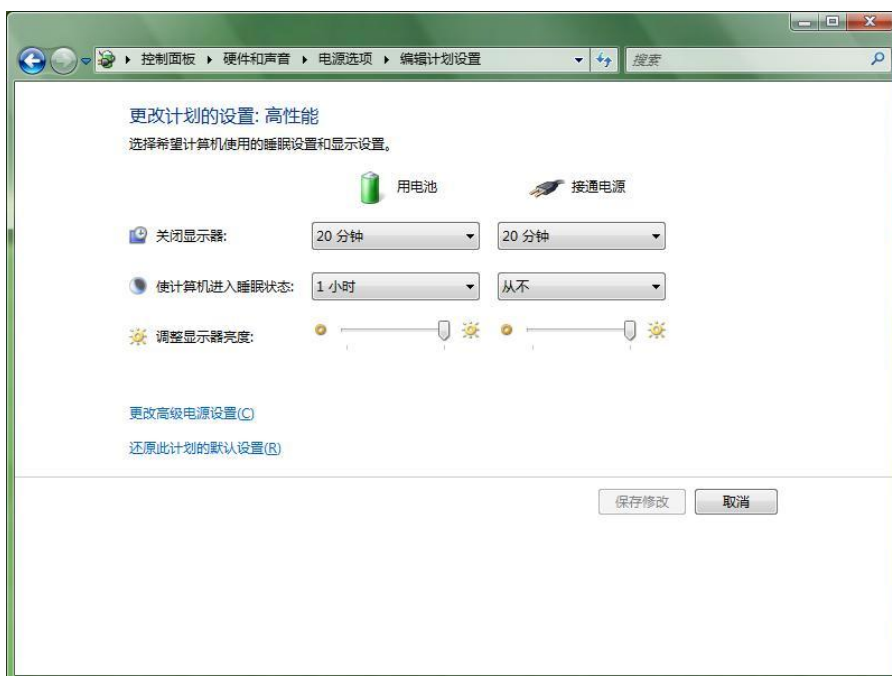 控制面板 硬件和声音 电源选项 编辑计划设置 搜索
更改计划的设置: 高性能
选择希望计算机使用的睡眠设置和显示设置。
用电池 接通电源
关闭显示器: 20 分钟 20 分钟
使计算机进入睡眠状态: 1 小时 从不
调整显示器亮度:
更改高级电源设置(C)
还原此计划的默认设置(R)
保存修改 取消